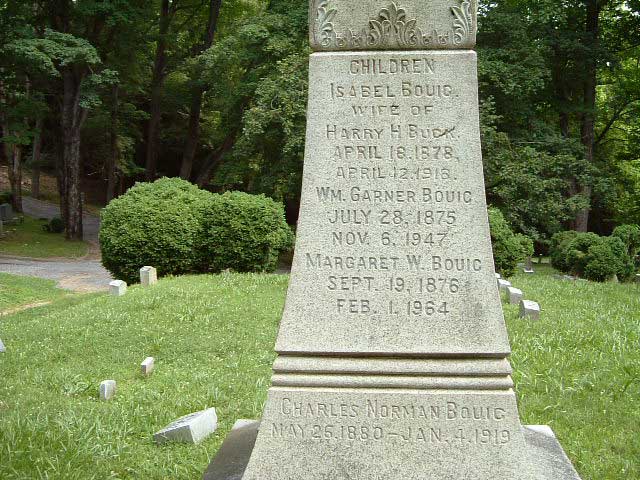 CHILDREN
ISABEL BOUIC.
WIFE OF
HARRY H. BUCK.
APRIL 18, 1878,
APRIL 12, 1916.
WM. GARNER BOUIC
JULY 28, 1875
NOV. 6, 1947.
MARGARET W. BOUIC
SEPT. 19, 1876
FEB. 1, 1964
CHARLES NORMAN BOUIC
MAY 26, 1880–JAN. 4, 1919